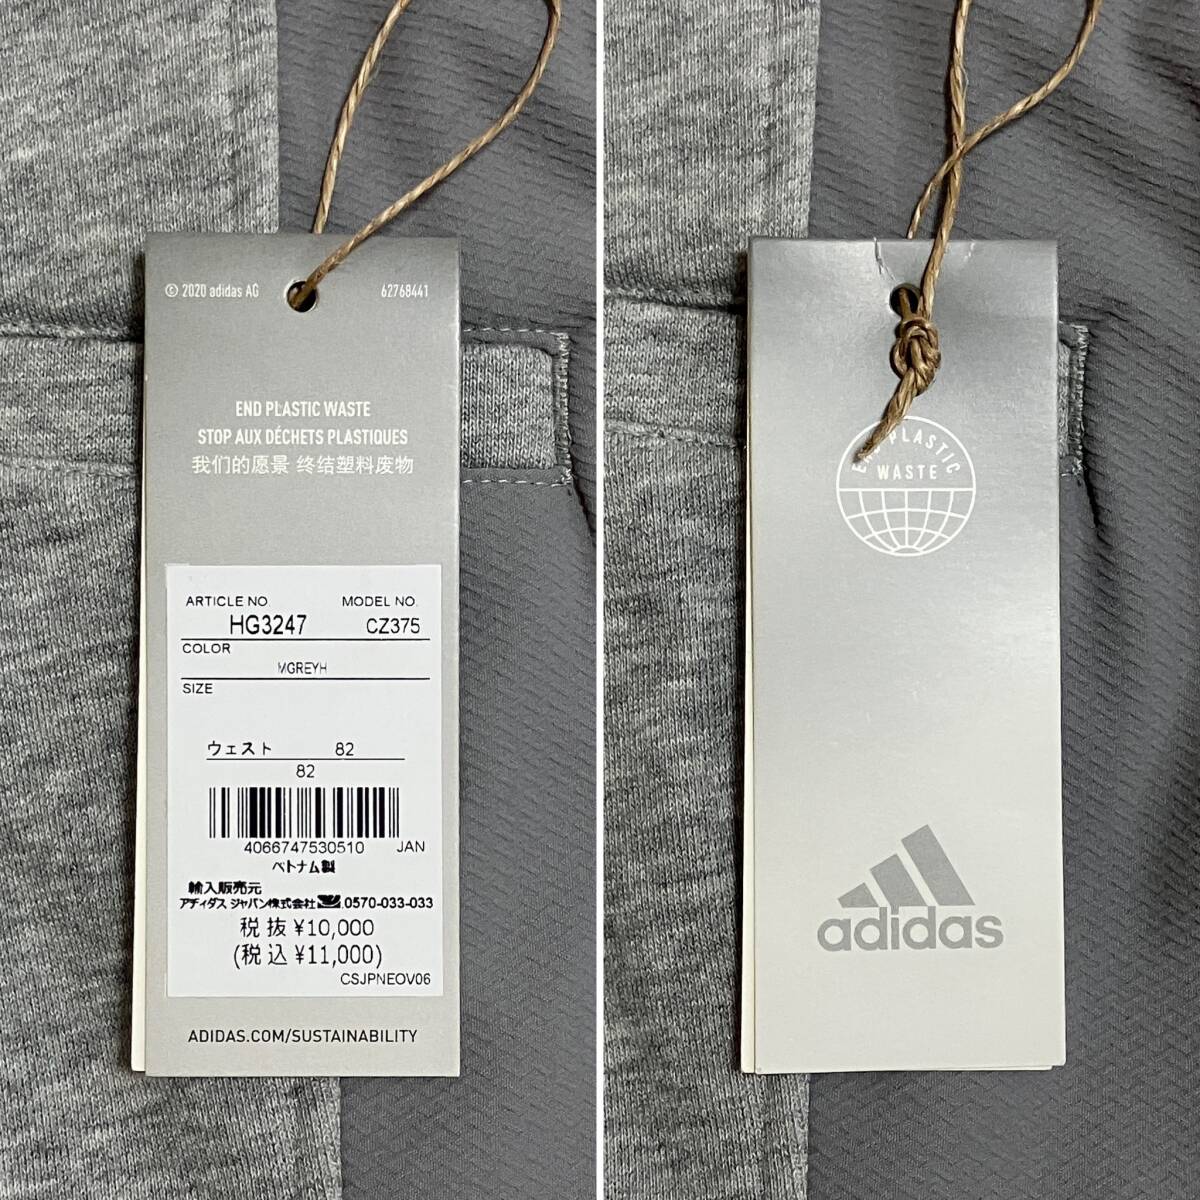 © 2020 adidas AG 62768441
END PLASTIC WASTE
STOP AUX DÉCHETS PLASTIQUES
我们的愿景 终结塑料废物
ARTICLE NO. MODEL NO.
HG3247 CZ375
COLOR
MGREYH
SIZE
ウェスト 82
82
4066747530510 JAN
ベトナム製
輸入販売元
アディダス ジャパン株式会社 0570-033-033
税抜 ¥10,000
(税込 ¥11,000)
CSJPNEOV06
ADIDAS.COM/SUSTAINABILITY
END PLASTIC
WASTE
adidas